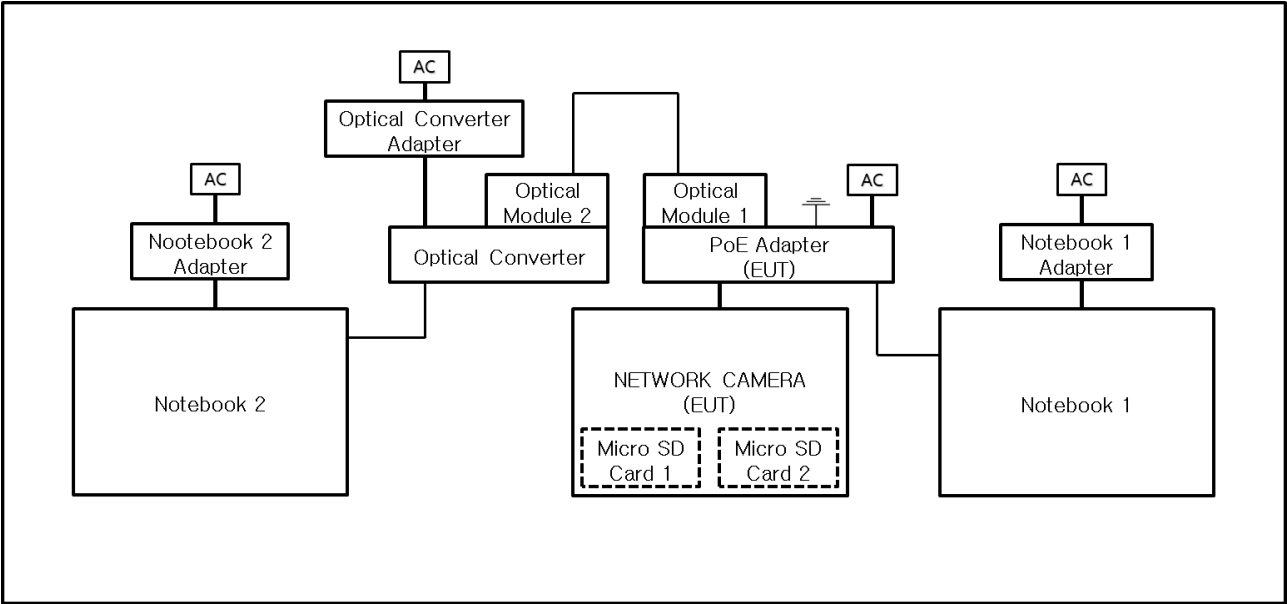 AC
Optical Converter
Adapter
AC
Nootebook 2
Adapter
Notebook 2
Optical
Module 2
Optical Converter
Optical
Module 1
AC
PoE Adapter
(EUT)
NETWORK CAMERA
(EUT)
Micro SD
Card 1
Micro SD
Card 2
AC
Notebook 1
Adapter
Notebook 1